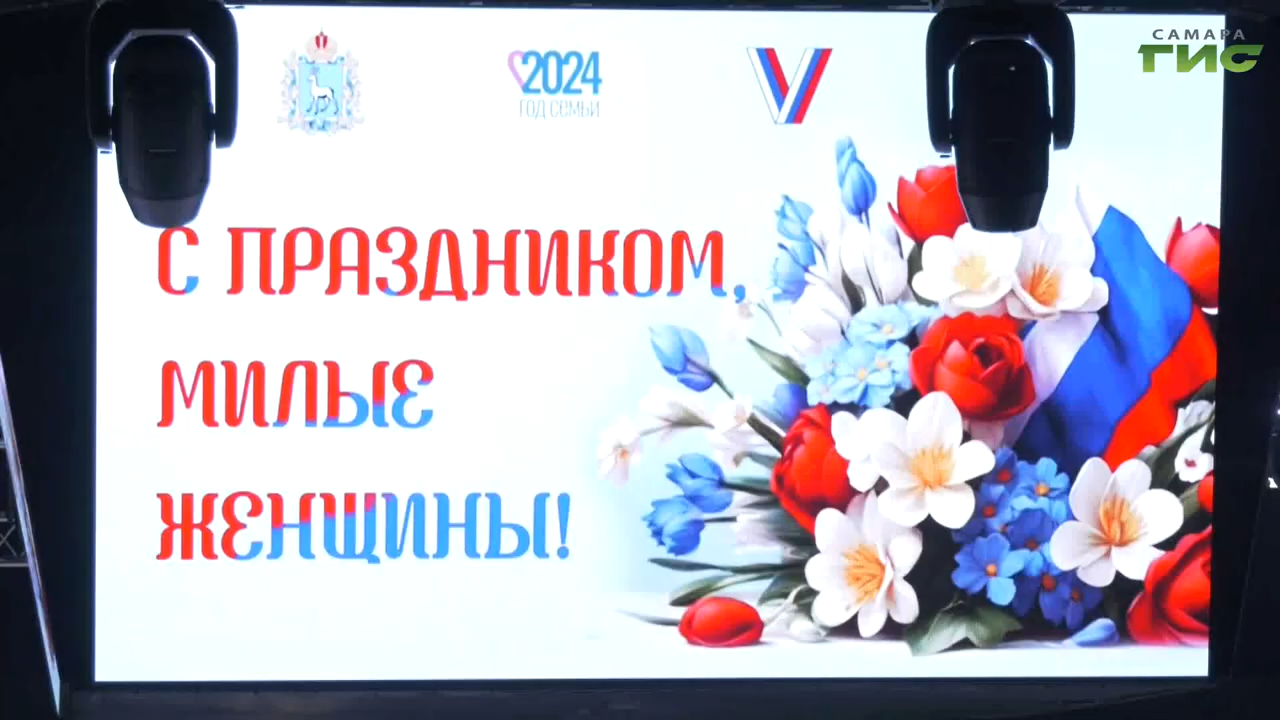 САМАРА
ГИС
2024
ГОД СЕМЬИ
V
С ПРАЗДНИКОМ,
МИЛЫЕ
ЖЕНЩИНЫ!